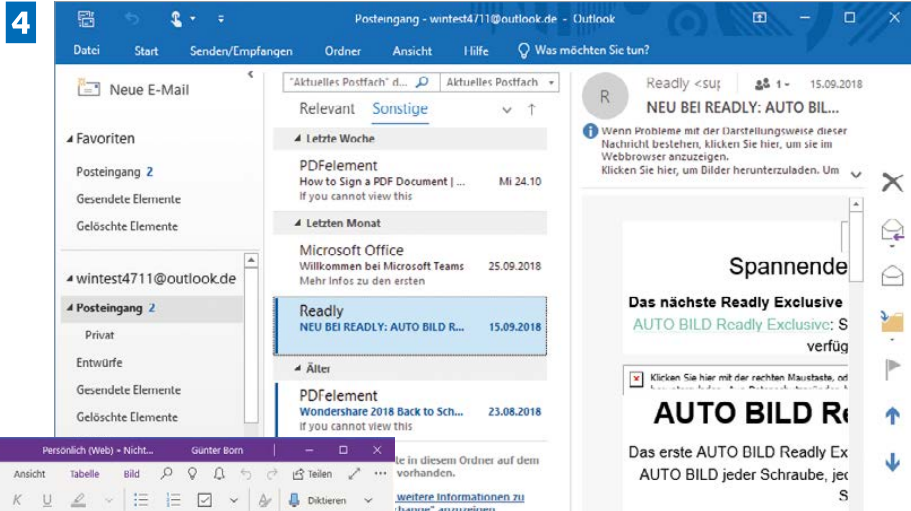 4
Posteingang - wintest4711@outlook.de - Outlook
Datei Start Senden/Empfangen Ordner Ansicht Hilfe Was möchten Sie tun?
Neue E-Mail
Favoriten
Posteingang 2
Gesendete Elemente
Gelöschte Elemente
wintest4711@outlook.de
Posteingang 2
Privat
Entwürfe
Gesendete Elemente
Gelöschte Elemente
"Aktuelles Postfach" d... Aktuelles Postfach
Relevant Sonstige
Letzte Woche
PDFelement
How to Sign a PDF Document | ... Mi 24.10
If you cannot view this
Letzten Monat
Microsoft Office
Willkommen bei Microsoft Teams 25.09.2018
Mehr Infos zu den ersten
Readly
NEU BEI READLY: AUTO BILD R... 15.09.2018
Älter
PDFelement
Wondershare 2018 Back to Sch... 23.08.2018
If you cannot view this
te in diesem Ordner auf dem
vorhanden.
weitere Informationen zu
anzuzeigen
R
Readly <sup 1 15.09.2018
NEU BEI READLY: AUTO BIL...
Wenn Probleme mit der Darstellungsweise dieser
Nachricht bestehen, klicken Sie hier, um sie im
Webbrowser anzuzeigen.
Klicken Sie hier, um Bilder herunterzuladen. Um
Spannende
Das nächste Readly Exclusive
AUTO BILD Readly Exclusive: S
verfüg
Klicken Sie hier mit der rechten Maustaste, od
AUTO BILD Re
Das erste AUTO BILD Readly Ex
AUTO BILD jeder Schraube, jed
S
Persönlich (Web) - Nicht... Günter Born
Ansicht Tabelle Bild Teilen ...
K U Diktieren